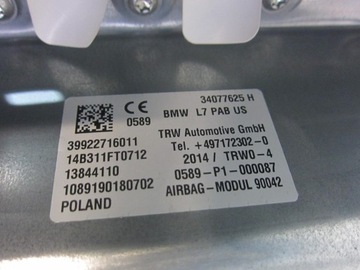 34077625 H
CE 0589 BMW L7 PAB US
TRW Automotive GmbH
39922716011 Tel. +497172302-0
14B311FT0712 2014 / TRW0-4
13844110 0589-P1-000087
1089190180702 AIRBAG-MODUL 90042
POLAND